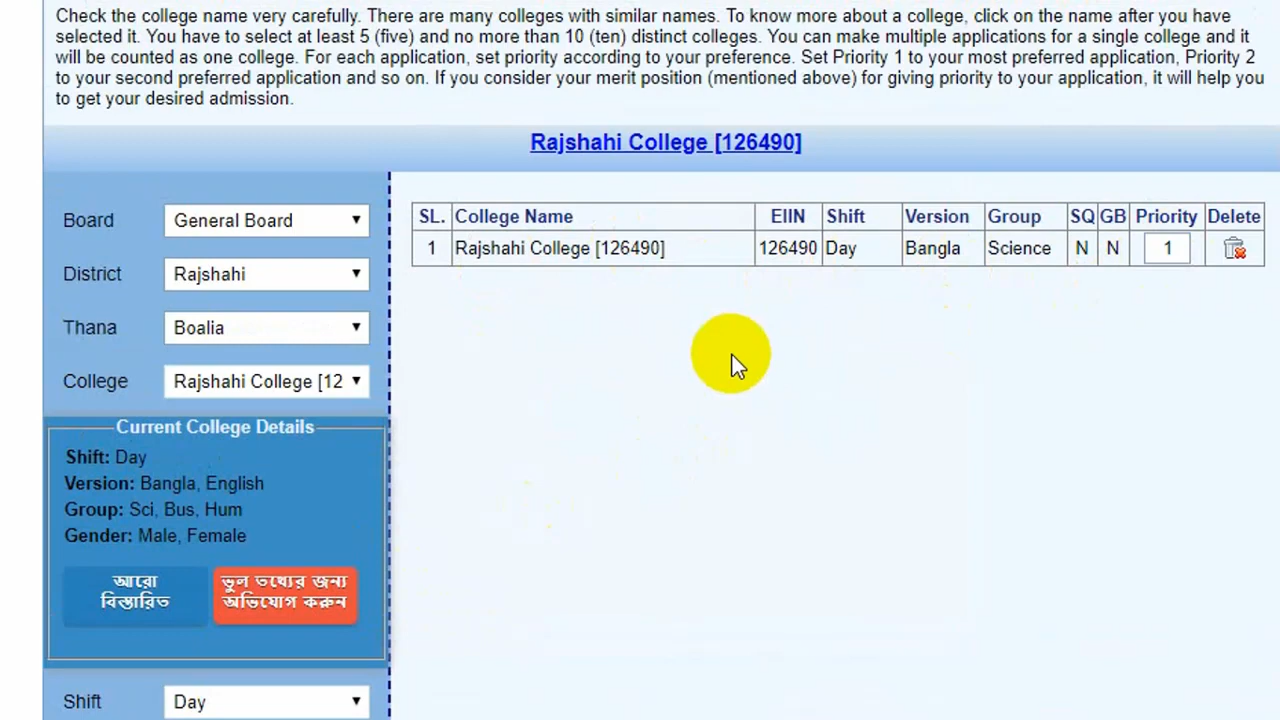 Check the college name very carefully. There are many colleges with similar names. To know more about a college, click on the name after you have
selected it. You have to select at least 5 (five) and no more than 10 (ten) distinct colleges. You can make multiple applications for a single college and it
will be counted as one college. For each application, set priority according to your preference. Set Priority 1 to your most preferred application, Priority 2
to your second preferred application and so on. If you consider your merit position (mentioned above) for giving priority to your application, it will help you
to get your desired admission.
Rajshahi College [126490]
Board General Board
District Rajshahi
Thana Boalia
College Rajshahi College [12
Current College Details
Shift: Day
Version: Bangla, English
Group: Sci, Bus, Hum
Gender: Male, Female
আরো
বিস্তারিত
ভুল তথ্যের জন্য
অভিযোগ করুন
Shift Day
SL. College Name EIIN Shift Version Group SQ GB Priority Delete
1 Rajshahi College [126490] 126490 Day Bangla Science N N 1